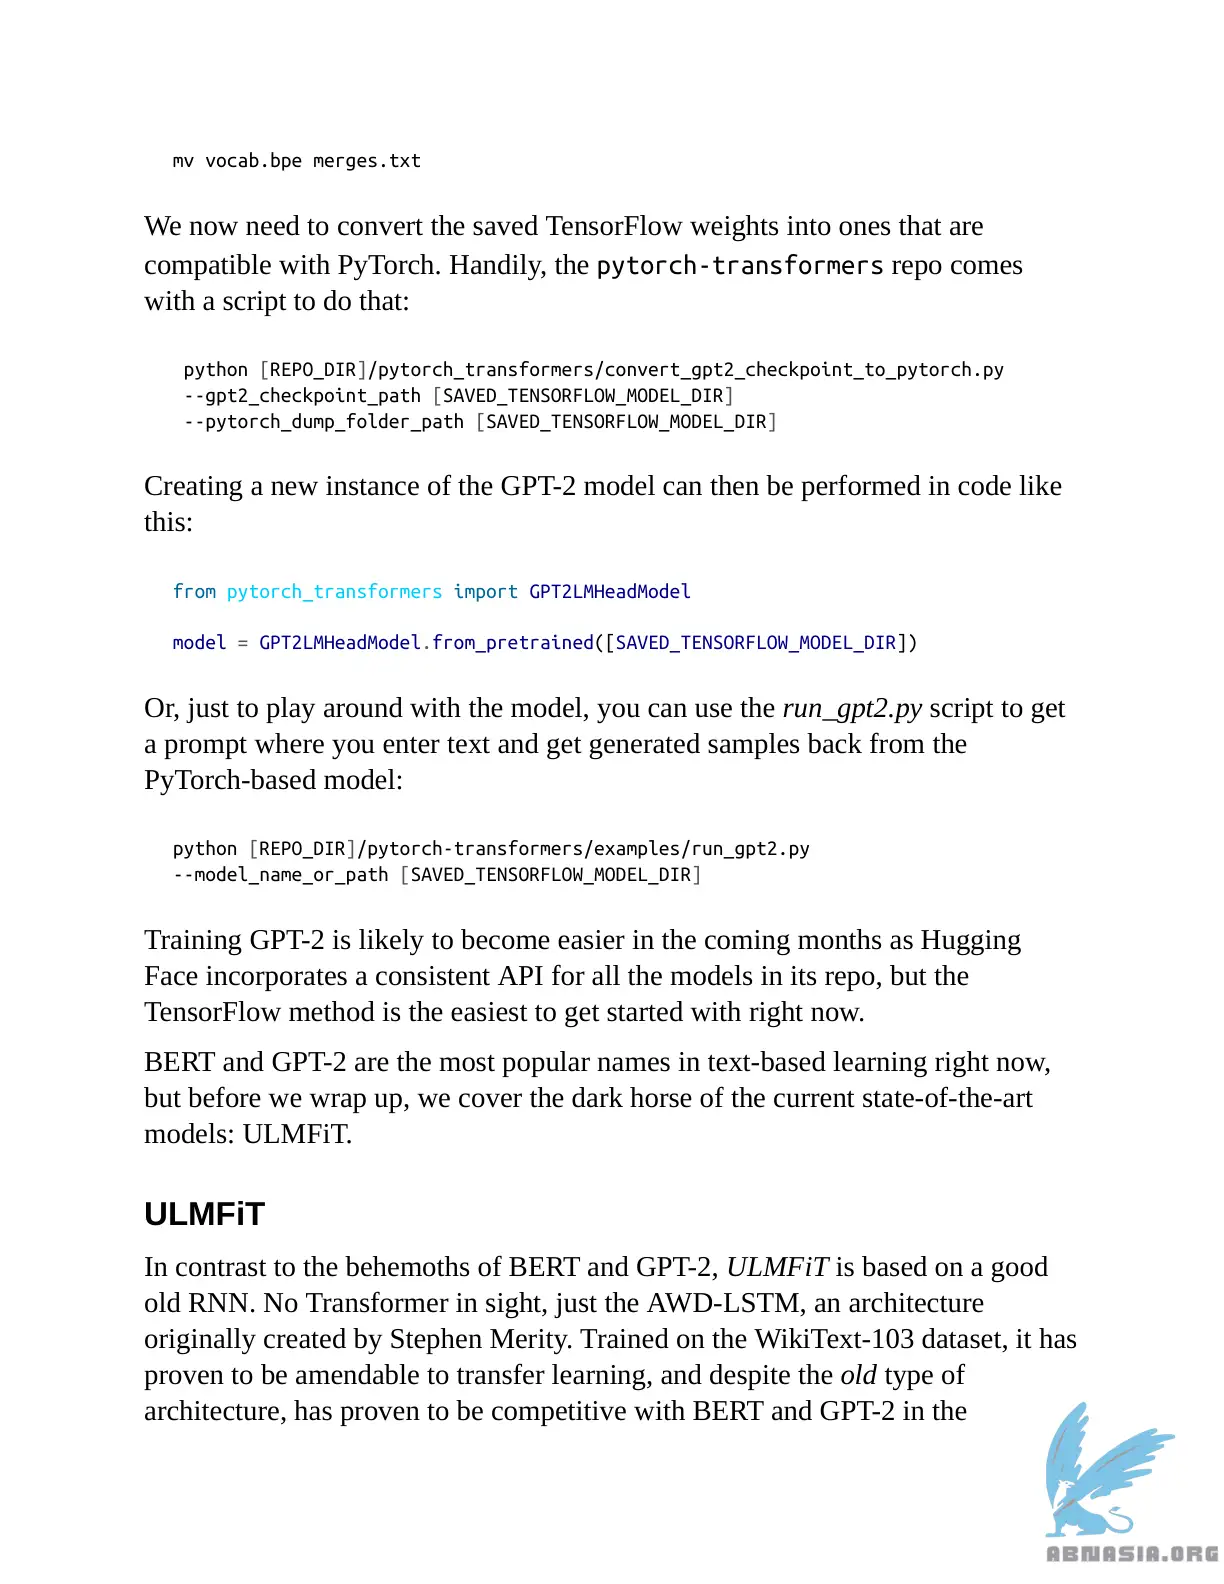 mv vocab.bpe merges.txt
We now need to convert the saved TensorFlow weights into ones that are
compatible with PyTorch. Handily, the pytorch-transformers repo comes
with a script to do that:
python [REPO_DIR]/pytorch_transformers/convert_gpt2_checkpoint_to_pytorch.py
--gpt2_checkpoint_path [SAVED_TENSORFLOW_MODEL_DIR]
--pytorch_dump_folder_path [SAVED_TENSORFLOW_MODEL_DIR]
Creating a new instance of the GPT-2 model can then be performed in code like
this:
from pytorch_transformers import GPT2LMHeadModel
model = GPT2LMHeadModel.from_pretrained([SAVED_TENSORFLOW_MODEL_DIR])
Or, just to play around with the model, you can use the run_gpt2.py script to get
a prompt where you enter text and get generated samples back from the
PyTorch-based model:
python [REPO_DIR]/pytorch-transformers/examples/run_gpt2.py
--model_name_or_path [SAVED_TENSORFLOW_MODEL_DIR]
Training GPT-2 is likely to become easier in the coming months as Hugging
Face incorporates a consistent API for all the models in its repo, but the
TensorFlow method is the easiest to get started with right now.
BERT and GPT-2 are the most popular names in text-based learning right now,
but before we wrap up, we cover the dark horse of the current state-of-the-art
models: ULMFiT.
ULMFiT
In contrast to the behemoths of BERT and GPT-2, ULMFiT is based on a good
old RNN. No Transformer in sight, just the AWD-LSTM, an architecture
originally created by Stephen Merity. Trained on the WikiText-103 dataset, it has
proven to be amendable to transfer learning, and despite the old type of
architecture, has proven to be competitive with BERT and GPT-2 in the
ABNASIA.ORG